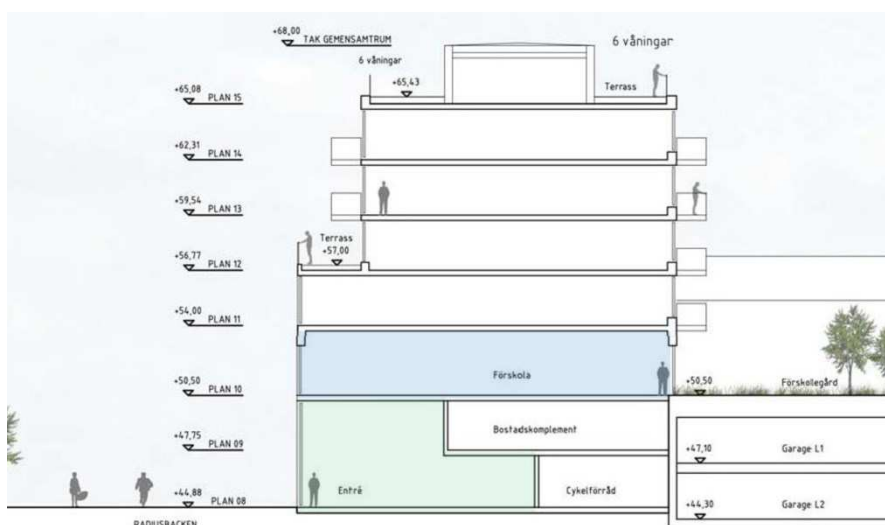 +68,00 TAK GEMENSAMTRUM
6 våningar
6 våningar
+65,43
Terrass
+65,08 PLAN 15
+62,31 PLAN 14
+59,54 PLAN 13
Terrass
+57,00
+56,77 PLAN 12
+54,00 PLAN 11
Förskola
+50,50 PLAN 10
+50,50 Förskolegård
Bostadskomplement
+47,75 PLAN 09
+47,10 Garage L1
Entré
Cykelförråd
+44,88 PLAN 08
+44,30 Garage L2
RADIUSBACKEN